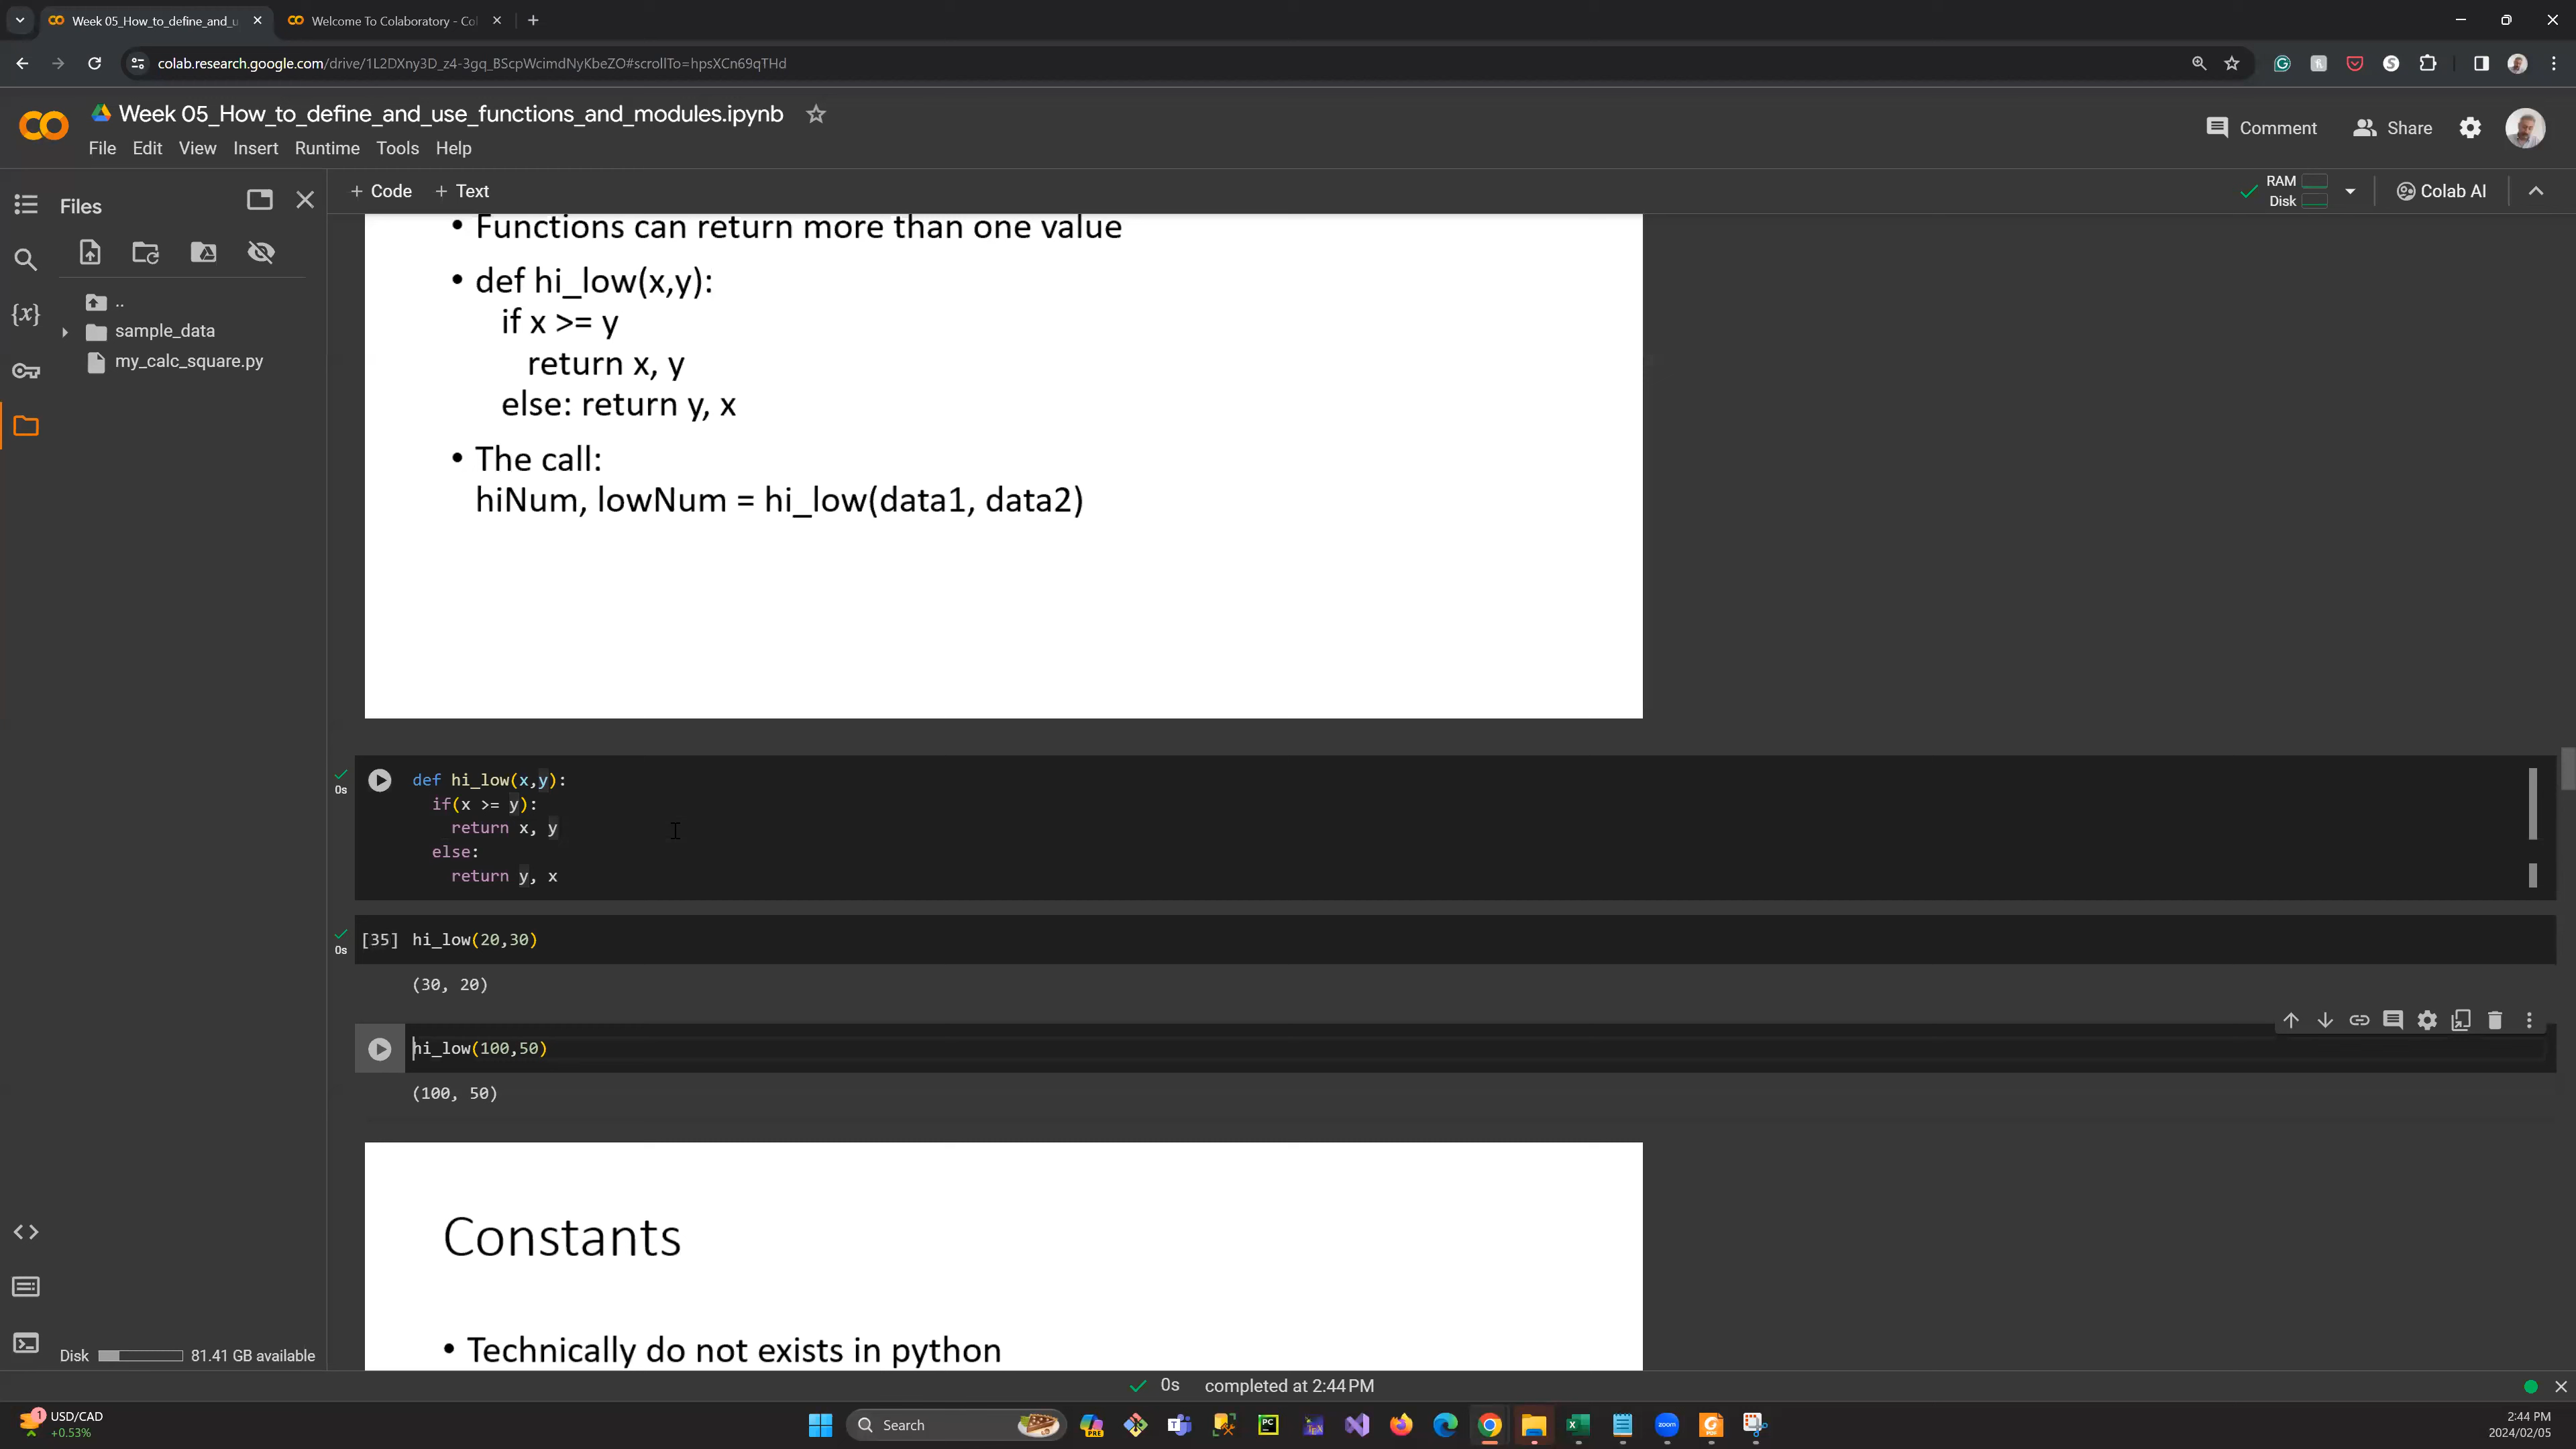 Week 05_How_to_define_and_u
Welcome To Colaboratory - Col
colab.research.google.com/drive/1L2DXny3D_z4-3gq_BScpWcimdNyKbeZO#scrollTo=hpsXCn69qTHd
Week 05_How_to_define_and_use_functions_and_modules.ipynb
Comment
Share
File Edit View Insert Runtime Tools Help
Files
+ Code + Text
RAM
Disk
Colab AI
..
sample_data
my_calc_square.py
• Functions can return more than one value
• def hi_low(x,y):
if x >= y
return x, y
else: return y, x
• The call:
hiNum, lowNum = hi_low(data1, data2)
0s
def hi_low(x,y):
if(x >= y):
return x, y
else:
return y, x
0s
[35] hi_low(20,30)
(30, 20)
hi_low(100,50)
(100, 50)
Constants
• Technically do not exists in python
Disk 81.41 GB available
0s completed at 2:44 PM
1
USD/CAD
+0.53%
Search
PRE
PC
zoom
2:44 PM
2024/02/05